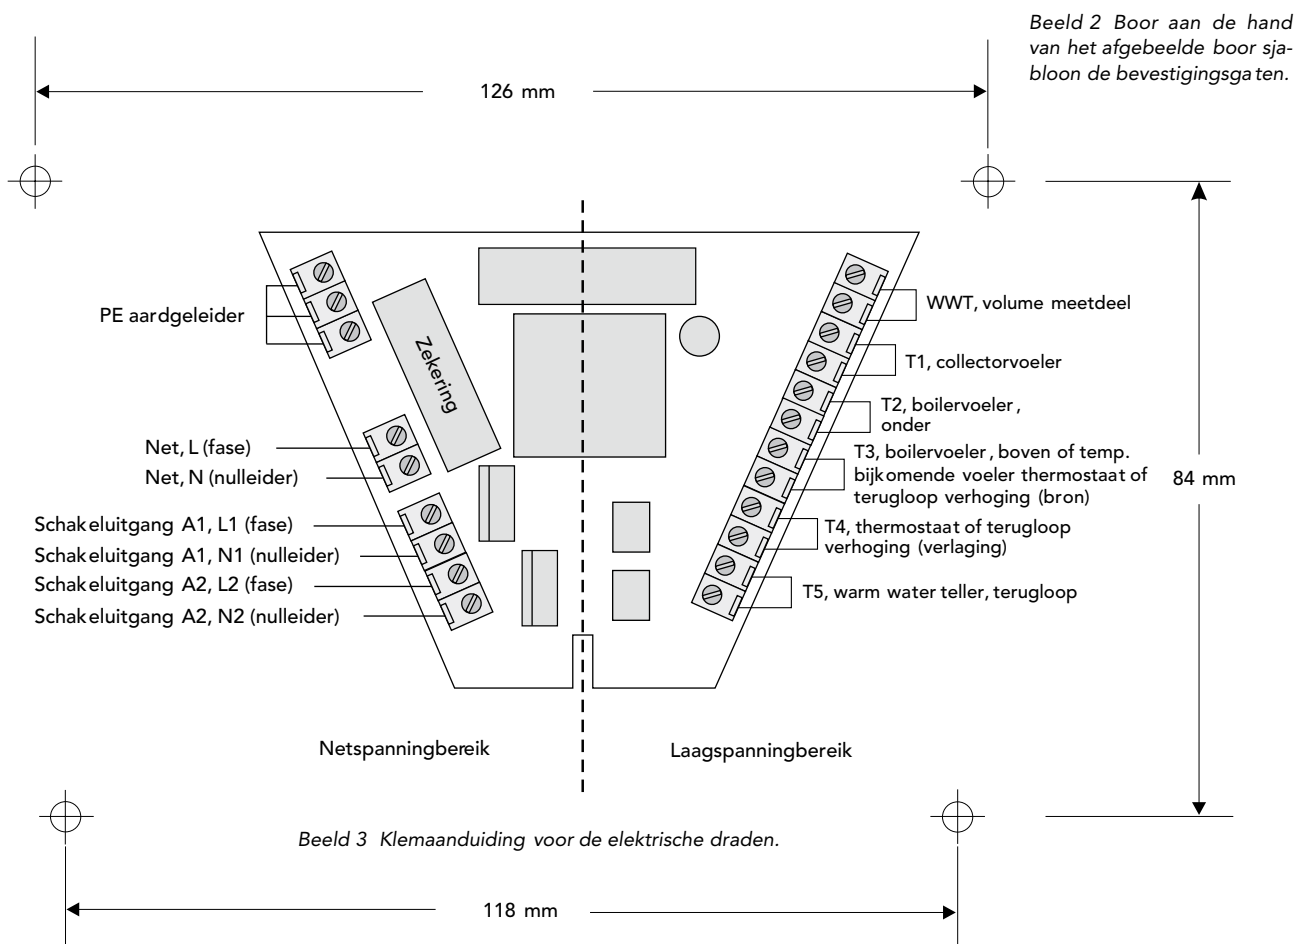 Beeld 2 Boor aan de hand
van het afgebeelde boor sja-
bloon de bevestigingsgaten.
126 mm
PE aardgeleider
Zekering
WWT, volume meetdeel
T1, collectorvoeler
T2, boilervoeler,
onder
T3, boilervoeler, boven of temp.
bijkomende voeler thermostaat of
terugloop verhoging (bron)
84 mm
Net, L (fase)
Net, N (nulleider)
Schakeluitgang A1, L1 (fase)
Schakeluitgang A1, N1 (nulleider)
Schakeluitgang A2, L2 (fase)
Schakeluitgang A2, N2 (nulleider)
T4, thermostaat of terugloop
verhoging (verlaging)
T5, warm water teller, terugloop
Netspanningbereik
Laagspanningbereik
Beeld 3 Klemaanduiding voor de elektrische draden.
118 mm